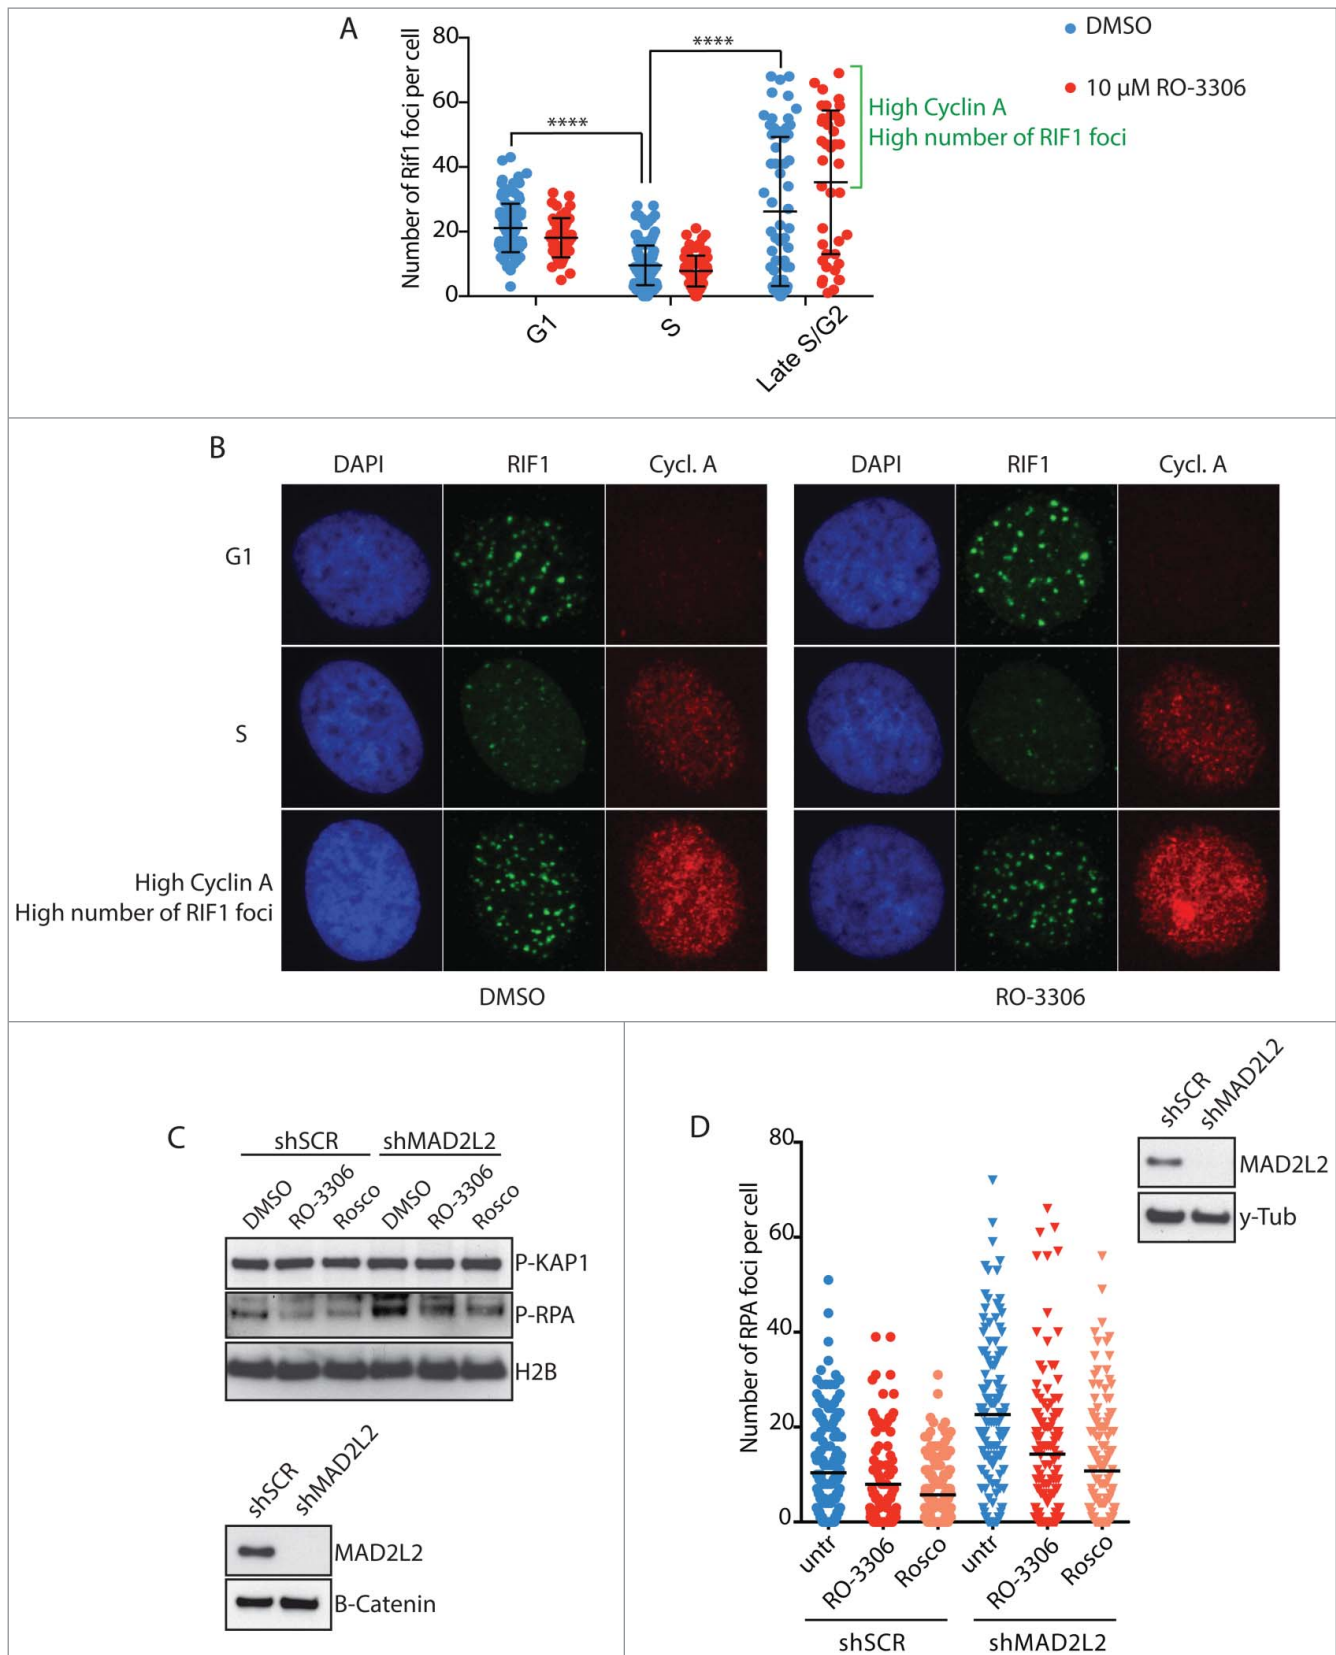 A
Number of Rif1 foci per cell
80
60
40
20
0
****
****
G1
S
Late S/G2
High Cyclin A
High number of RIF1 foci
DMSO
10 µM RO-3306
B
DAPI
RIF1
Cycl. A
DAPI
RIF1
Cycl. A
G1
S
High Cyclin A
High number of RIF1 foci
DMSO
RO-3306
C
shSCR
shMAD2L2
DMSO
RO-3306
Rosco
DMSO
RO-3306
Rosco
P-KAP1
P-RPA
H2B
shSCR
shMAD2L2
MAD2L2
B-Catenin
D
Number of RPA foci per cell
80
60
40
20
0
untr
RO-3306
Rosco
untr
RO-3306
Rosco
shSCR
shMAD2L2
shSCR
shMAD2L2
MAD2L2
y-Tub